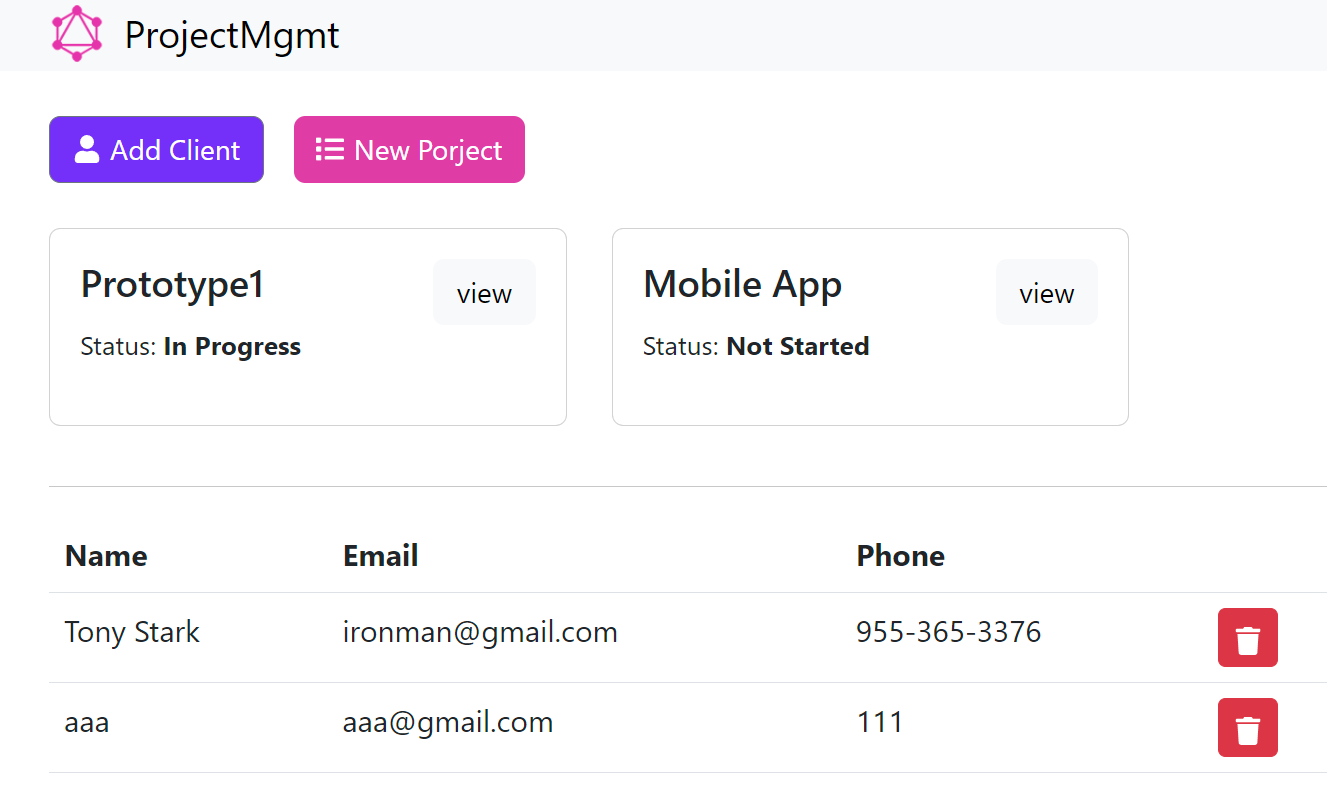 ProjectMgmt
Add Client New Porject
Prototype1 view Mobile App view
Status: In Progress Status: Not Started
Name Email Phone
Tony Stark ironman@gmail.com 955-365-3376
aaa aaa@gmail.com 111